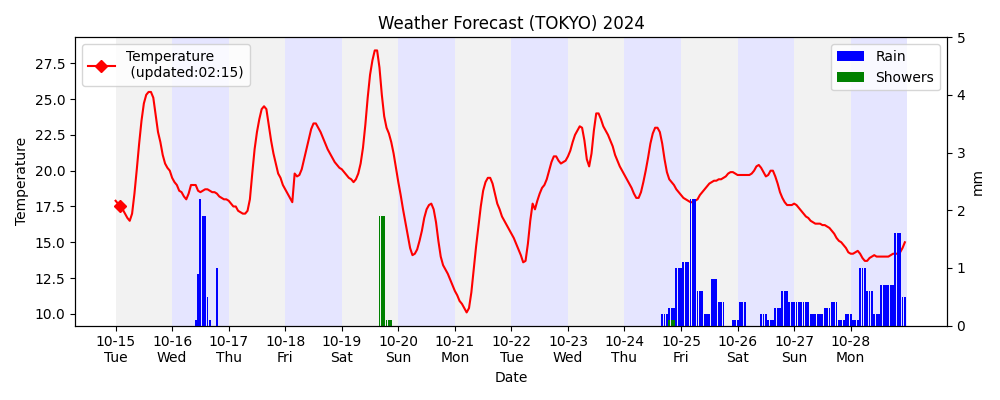 Weather Forecast (TOKYO) 2024
Temperature
(updated:02:15)
Rain
Showers
Temperature
27.5
25.0
22.5
20.0
17.5
15.0
12.5
10.0
5
4
3
2
1
0
mm
10-15 10-16 10-17 10-18 10-19 10-20 10-21 10-22 10-23 10-24 10-25 10-26 10-27 10-28
Tue Wed Thu Fri Sat Sun Mon Tue Wed Thu Fri Sat Sun Mon
Date